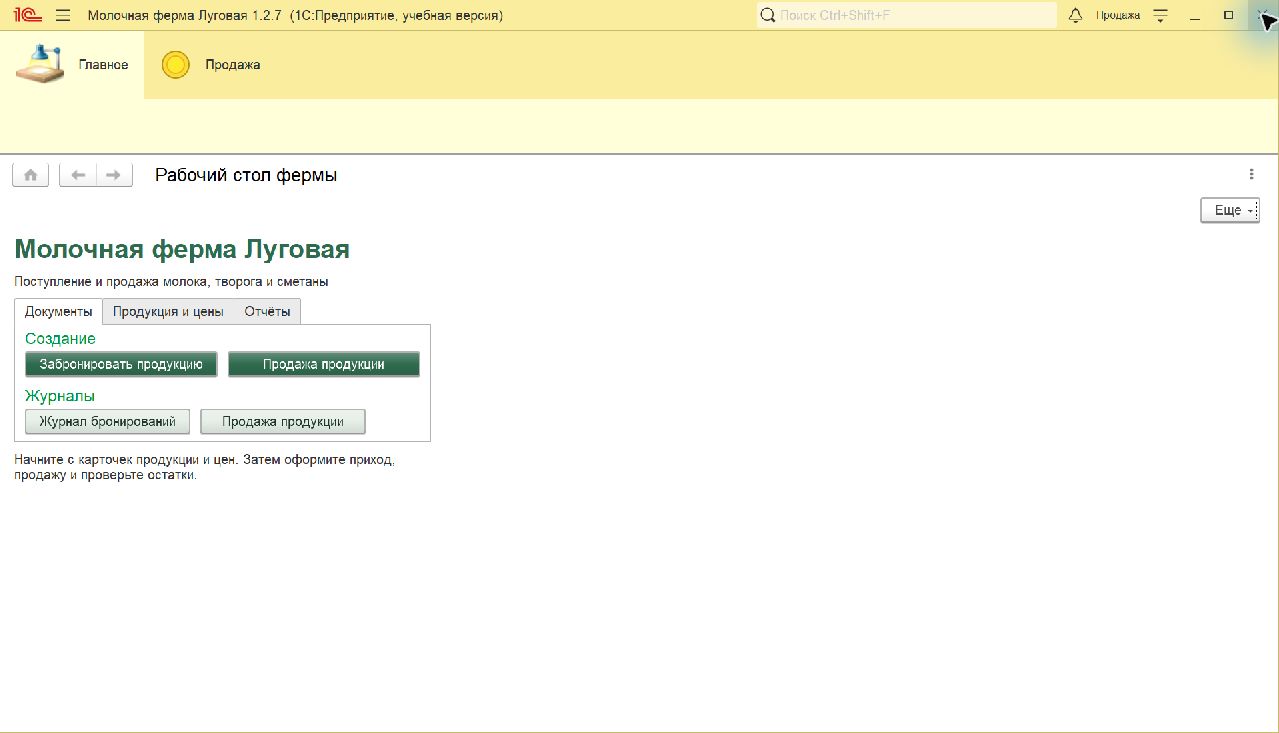 1С Молочная ферма Луговая 1.2.7 (1С:Предприятие, учебная версия) Поиск Ctrl+Shift+F Продажа
Главное Продажа
Рабочий стол фермы
Еще
Молочная ферма Луговая
Поступление и продажа молока, творога и сметаны
Документы Продукция и цены Отчёты
Создание
Забронировать продукцию Продажа продукции
Журналы
Журнал бронирований Продажа продукции
Начните с карточек продукции и цен. Затем оформите приход,
продажу и проверьте остатки.